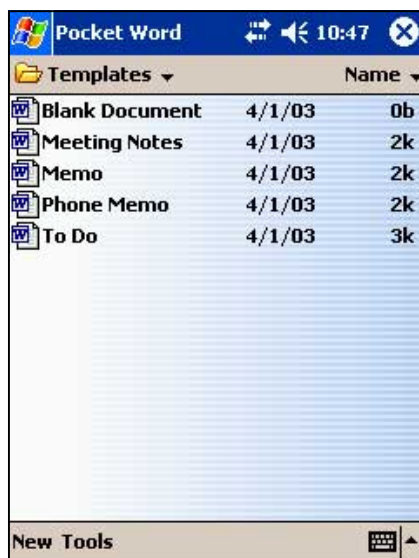 Pocket Word 10:47
Templates Name
Blank Document 4/1/03 0b
Meeting Notes 4/1/03 2k
Memo 4/1/03 2k
Phone Memo 4/1/03 2k
To Do 4/1/03 3k
New Tools